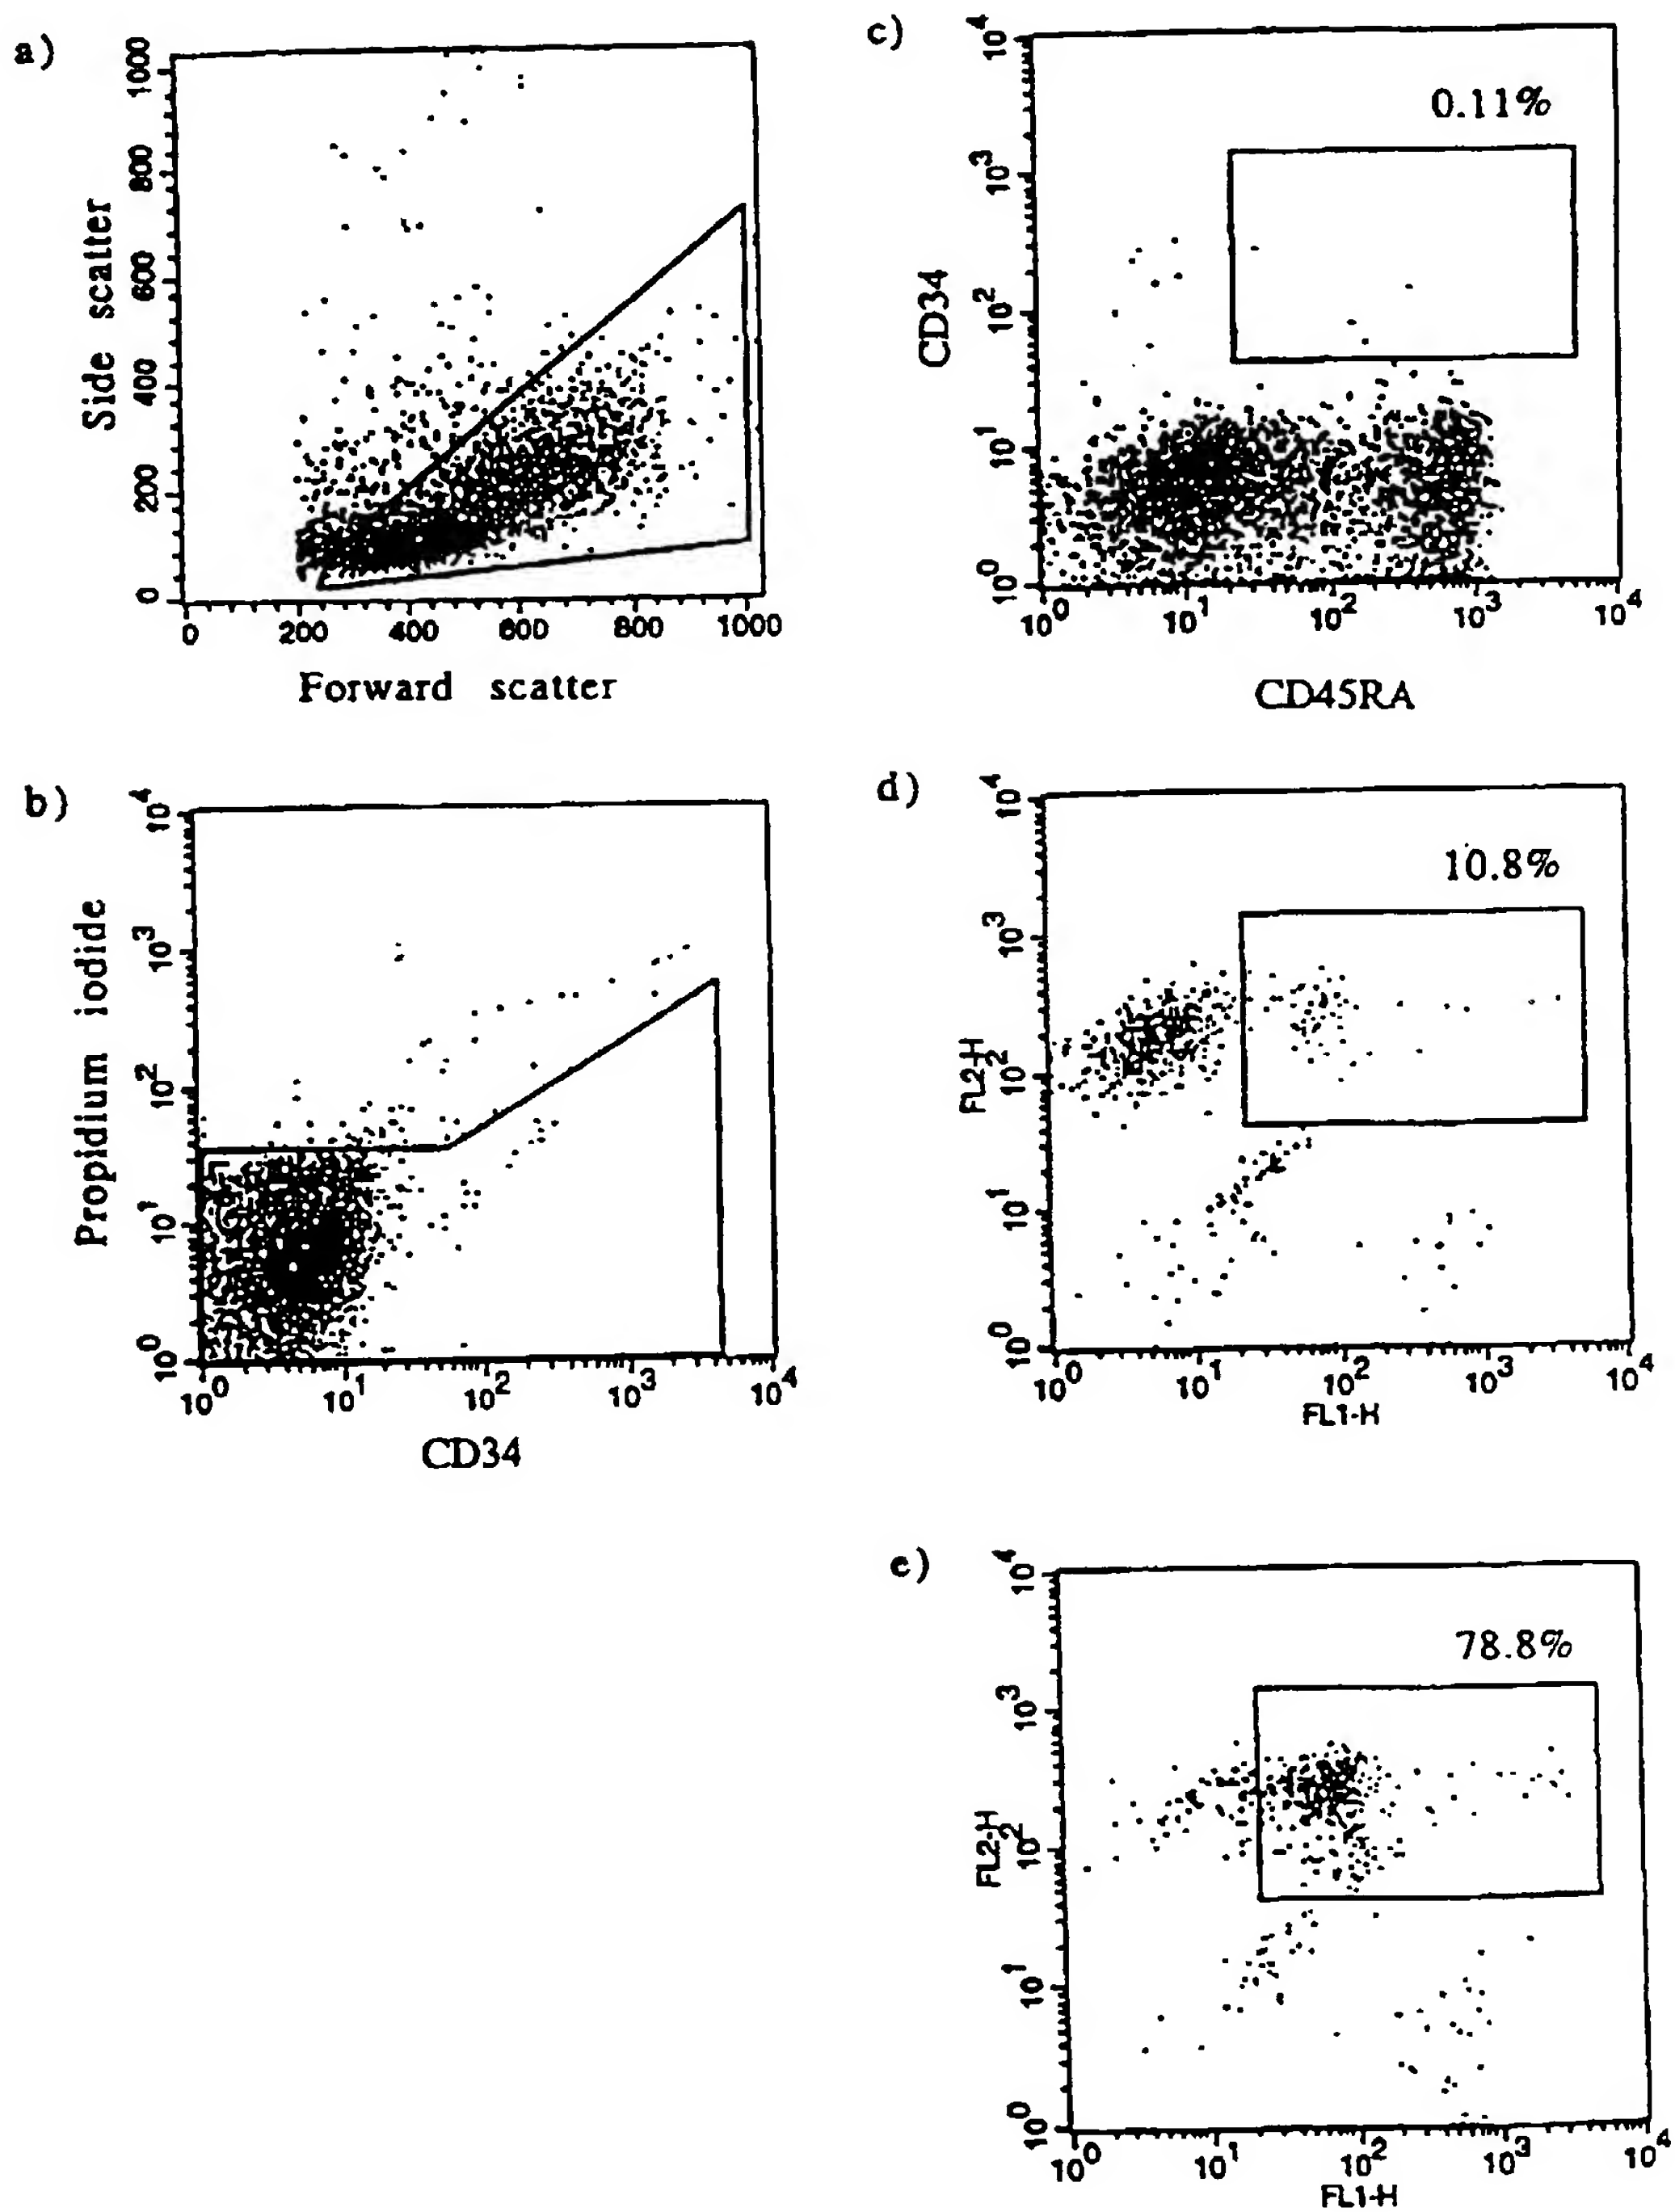 a)
1000
800
600
400
200
0
Side scatter
0 200 400 600 800 1000
Forward scatter
c)
10^4
10^3
10^2
10^1
10^0
CD34
0.11%
10^0 10^1 10^2 10^3 10^4
CD45RA
b)
10^4
10^3
10^2
10^1
10^0
Propidium iodide
10^0 10^1 10^2 10^3 10^4
CD34
d)
10^4
10^3
10^2
10^1
10^0
FL2-H
10.8%
10^0 10^1 10^2 10^3 10^4
FL1-H
e)
10^4
10^3
10^2
10^1
10^0
FL2-H
78.8%
10^0 10^1 10^2 10^3 10^4
FL1-H